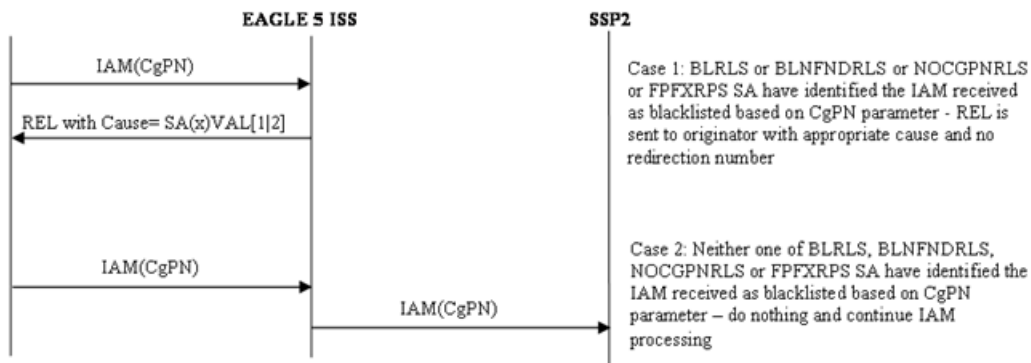 EAGLE 5 ISS
SSP2
IAM(CgPN)
REL with Cause= SA(x)VAL[1|2]
Case 1: BLRLS or BLNFNDRLS or NOCGPNRLS
or FPFXRPS SA have identified the IAM received
as blacklisted based on CgPN parameter - REL is
sent to originator with appropriate cause and no
redirection number
IAM(CgPN)
IAM(CgPN)
Case 2: Neither one of BLRLS, BLNFNDRLS,
NOCGPNRLS or FPFXRPS SA have identified the
IAM received as blacklisted based on CgPN
parameter – do nothing and continue IAM
processing